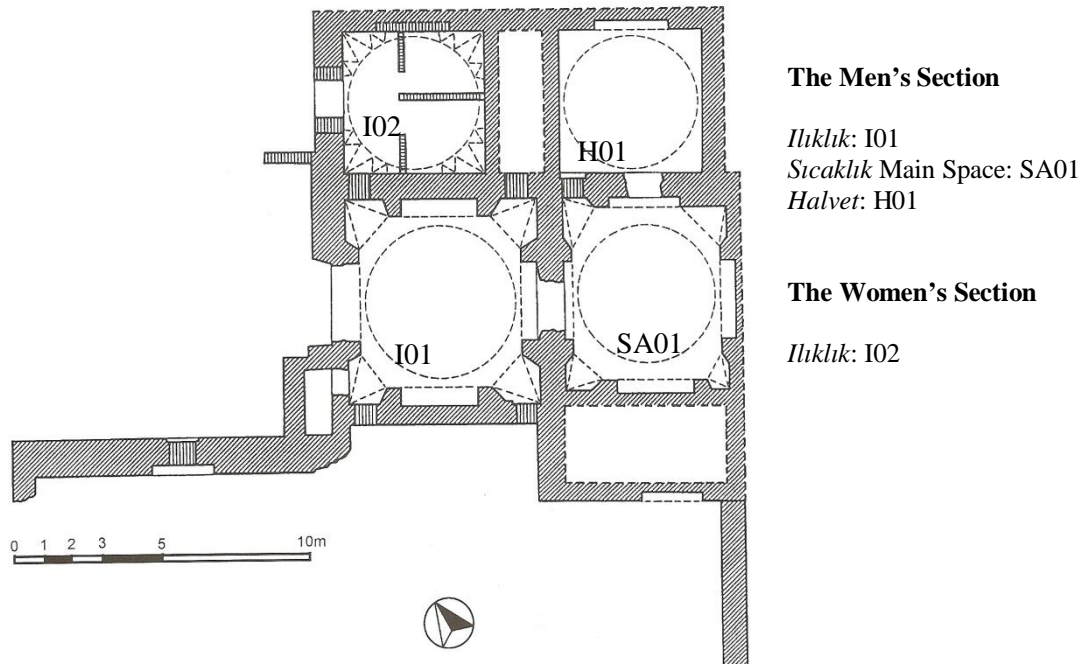 I02
H01
I01
SA01
0 1 2 3 5 10m
The Men’s Section
Ilıklık: I01
Sıcaklık Main Space: SA01
Halvet: H01
The Women’s Section
Ilıklık: I02